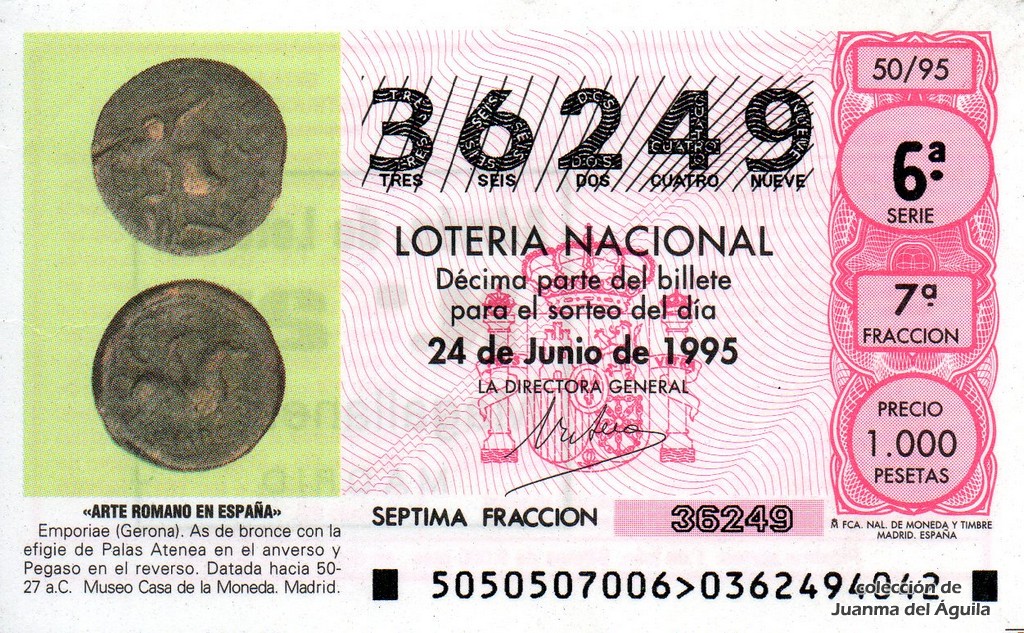 36249
TRES SEIS DOS CUATRO NUEVE
LOTERIA NACIONAL
Décima parte del billete
para el sorteo del día
24 de Junio de 1995
LA DIRECTORA GENERAL
SEPTIMA FRACCION 36249
50/95
6ª
SERIE
7ª
FRACCION
PRECIO
1.000
PESETAS
FCA. NAL. DE MONEDA Y TIMBRE
MADRID. ESPAÑA
«ARTE ROMANO EN ESPAÑA»
Emporiae (Gerona). As de bronce con la
efigie de Palas Atenea en el anverso y
Pegaso en el reverso. Datada hacia 50-
27 a.C. Museo Casa de la Moneda. Madrid.
5050507006>0362494042
colección de
Juanma del Águila